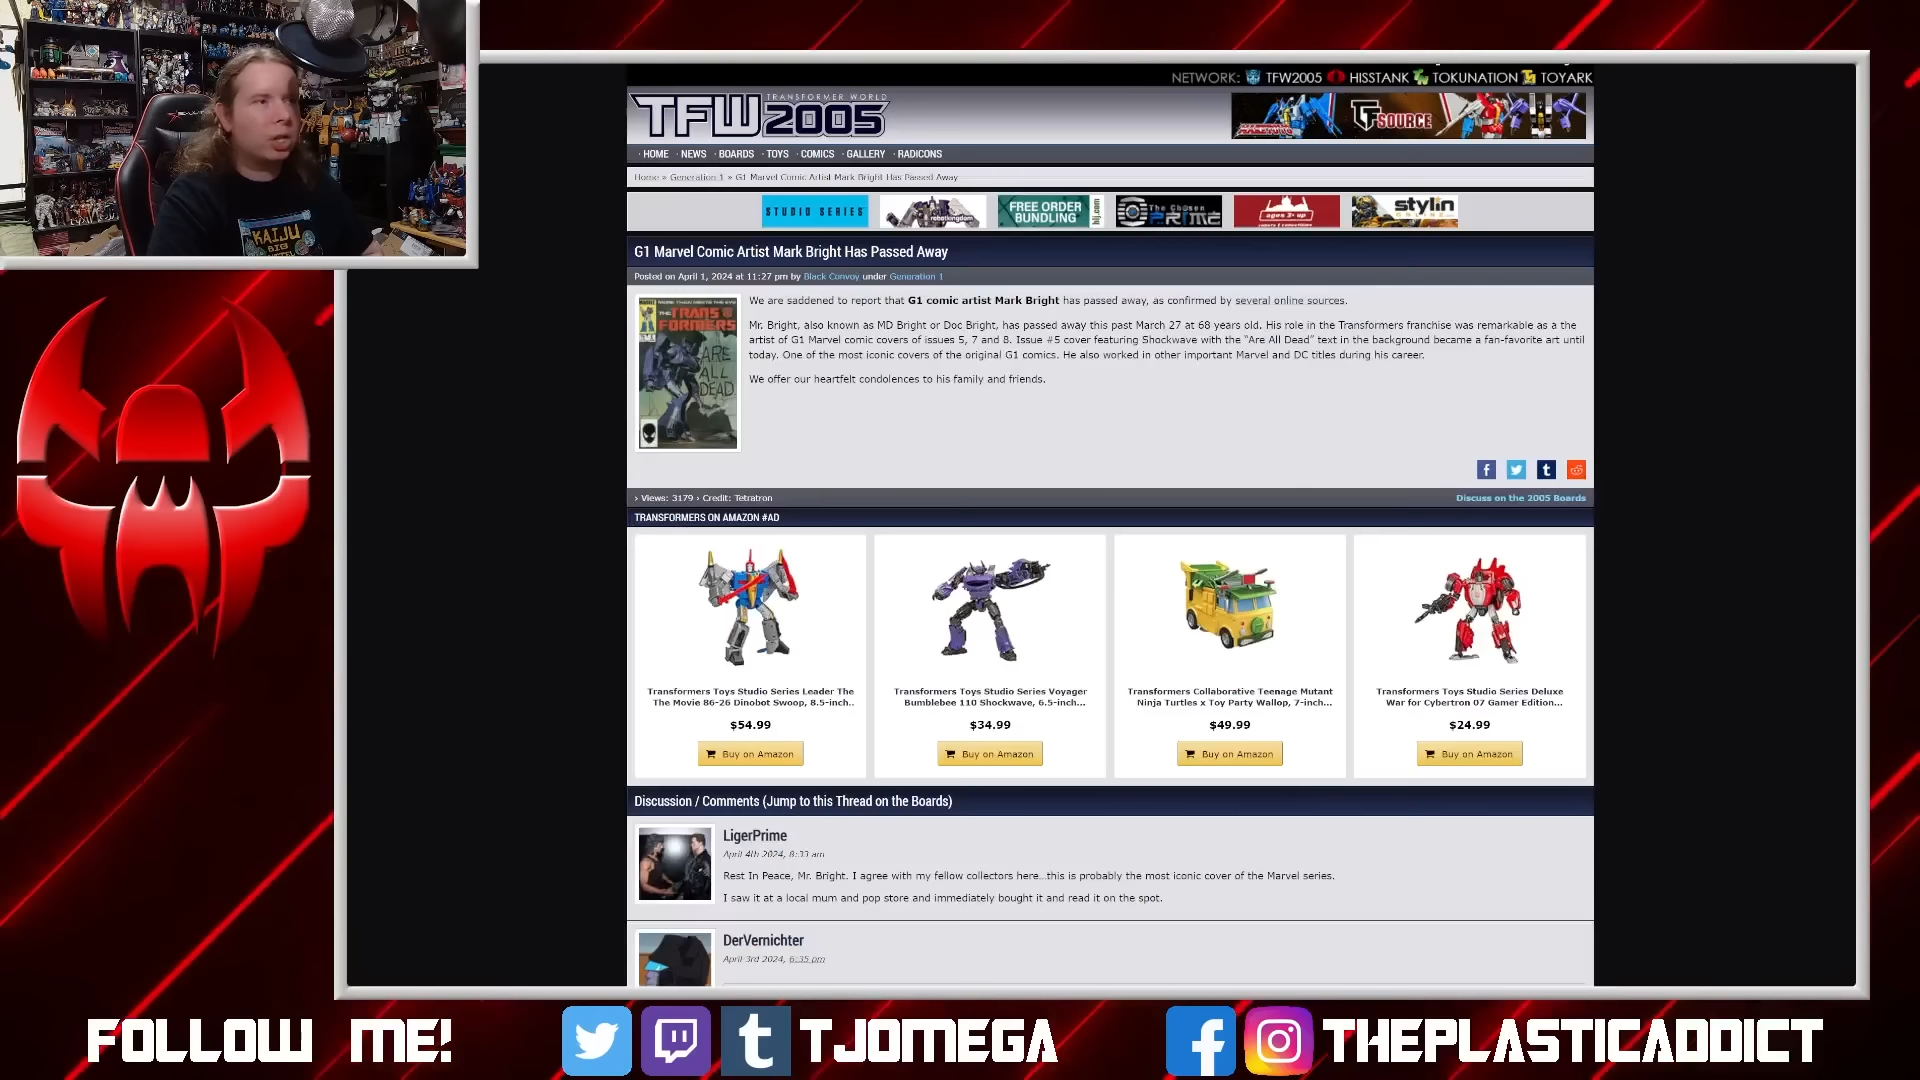 NETWORK: TFW2005 HISSTANK TOKUNATION TOYARK
TRANSFORMER WORLD
TFW2005
TFSOURCE
· HOME · NEWS · BOARDS · TOYS · COMICS · GALLERY · RADICONS
Home » Generation 1 » G1 Marvel Comic Artist Mark Bright Has Passed Away
STUDIO SERIES
robotkingdom
FREE ORDER
BUNDLING
hlj.com
The Chosen
PRIME
ages 3+ up
stylin
ONLINE
KAIJU
BIG
G1 Marvel Comic Artist Mark Bright Has Passed Away
Posted on April 1, 2024 at 11:27 pm by Black Convoy under Generation 1
MARVEL
THE TRANS
FORMERS
ARE
ALL
DEAD
We are saddened to report that G1 comic artist Mark Bright has passed away, as confirmed by several online sources.
Mr. Bright, also known as MD Bright or Doc Bright, has passed away this past March 27 at 68 years old. His role in the Transformers franchise was remarkable as a the
artist of G1 Marvel comic covers of issues 5, 7 and 8. Issue #5 cover featuring Shockwave with the “Are All Dead” text in the background became a fan-favorite art until
today. One of the most iconic covers of the original G1 comics. He also worked in other important Marvel and DC titles during his career.
We offer our heartfelt condolences to his family and friends.
› Views: 3179 › Credit: Tetratron
Discuss on the 2005 Boards
TRANSFORMERS ON AMAZON #AD
Transformers Toys Studio Series Leader The
The Movie 86-26 Dinobot Swoop, 8.5-inch..
$54.99
Buy on Amazon
Transformers Toys Studio Series Voyager
Bumblebee 110 Shockwave, 6.5-inch...
$34.99
Buy on Amazon
Transformers Collaborative Teenage Mutant
Ninja Turtles x Toy Party Wallop, 7-inch...
$49.99
Buy on Amazon
Transformers Toys Studio Series Deluxe
War for Cybertron 07 Gamer Edition...
$24.99
Buy on Amazon
Discussion / Comments (Jump to this Thread on the Boards)
LigerPrime
April 4th 2024, 8:33 am
Rest In Peace, Mr. Bright. I agree with my fellow collectors here...this is probably the most iconic cover of the Marvel series.
I saw it at a local mum and pop store and immediately bought it and read it on the spot.
DerVernichter
April 3rd 2024, 6:35 pm
FOLLOW ME!
TJOMEGA
THEPLASTICADDICT